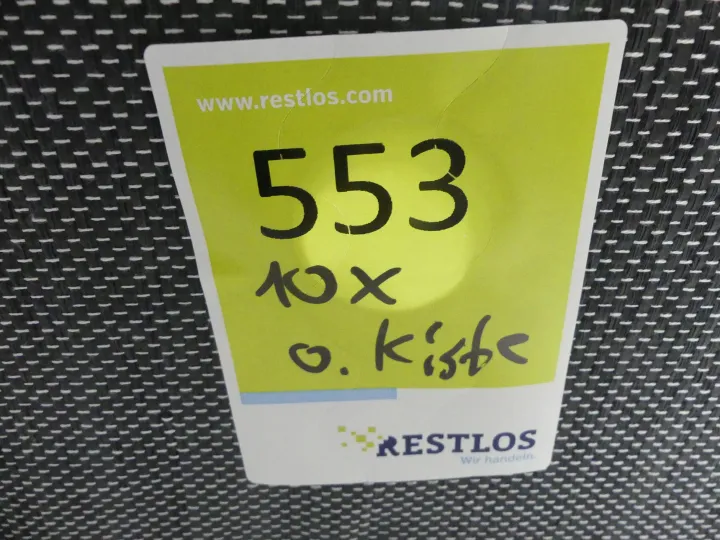 www.restlos.com
553
10x
o. Kiste
RESTLOS
Wir handeln.